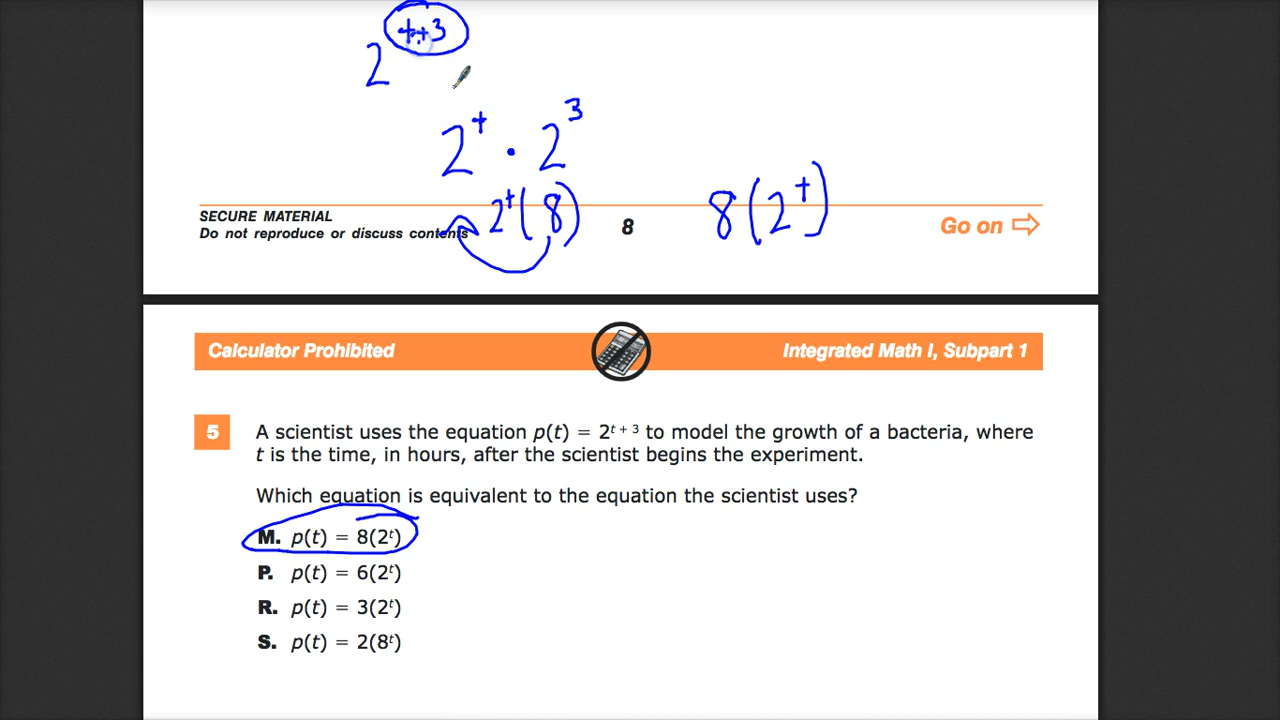 2^{t+3}
2^t · 2^3
2^t(8)
8(2^t)
SECURE MATERIAL
Do not reproduce or discuss contents
8
Go on
Calculator Prohibited
Integrated Math I, Subpart 1
5
A scientist uses the equation p(t) = 2^{t + 3} to model the growth of a bacteria, where
t is the time, in hours, after the scientist begins the experiment.
Which equation is equivalent to the equation the scientist uses?
M. p(t) = 8(2^t)
P. p(t) = 6(2^t)
R. p(t) = 3(2^t)
S. p(t) = 2(8^t)